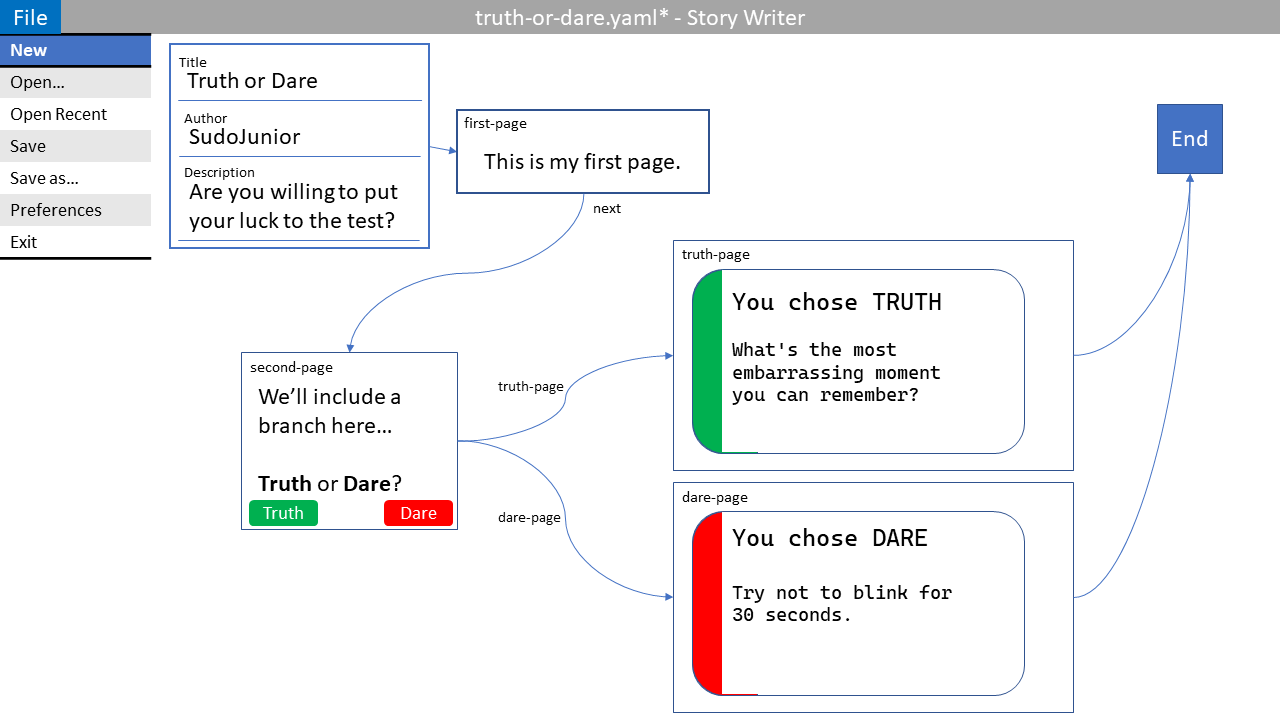 File
truth-or-dare.yaml* - Story Writer
New
Open...
Open Recent
Save
Save as...
Preferences
Exit
Title
Truth or Dare
Author
SudoJunior
Description
Are you willing to put
your luck to the test?
first-page
This is my first page.
next
End
second-page
We’ll include a
branch here...
Truth or Dare?
Truth
Dare
truth-page
dare-page
truth-page
You chose TRUTH
What's the most
embarrassing moment
you can remember?
dare-page
You chose DARE
Try not to blink for
30 seconds.